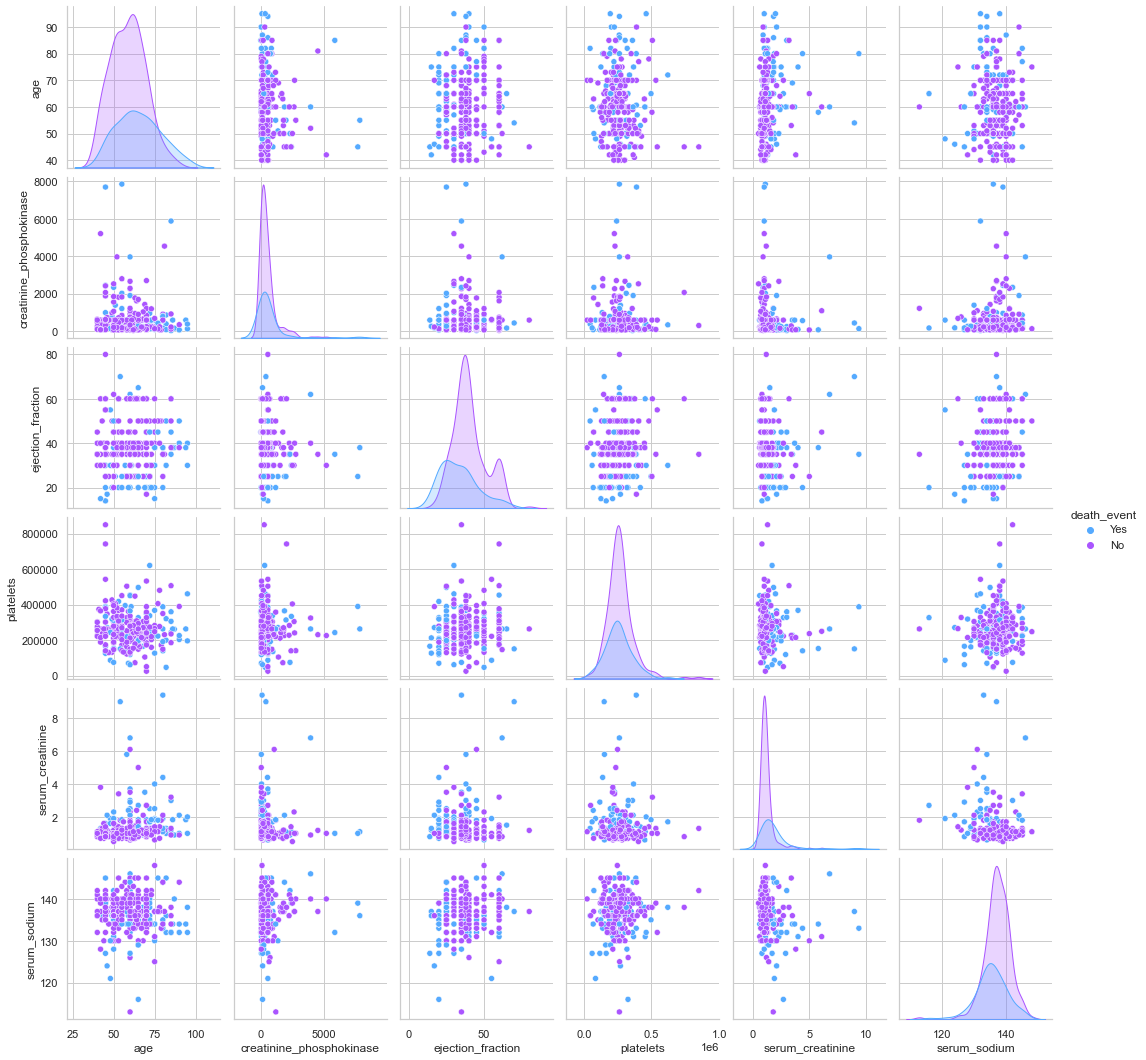 90
80
70
60
50
40
age
8000
6000
4000
2000
0
creatinine_phosphokinase
80
60
40
20
ejection_fraction
death_event
Yes
No
800000
600000
400000
200000
0
platelets
8
6
4
2
serum_creatinine
140
130
120
serum_sodium
25 50 75 100 0 5000 0 50 0.0 0.5 1.0 0 5 10 120 140
1e6
age creatinine_phosphokinase ejection_fraction platelets serum_creatinine serum_sodium